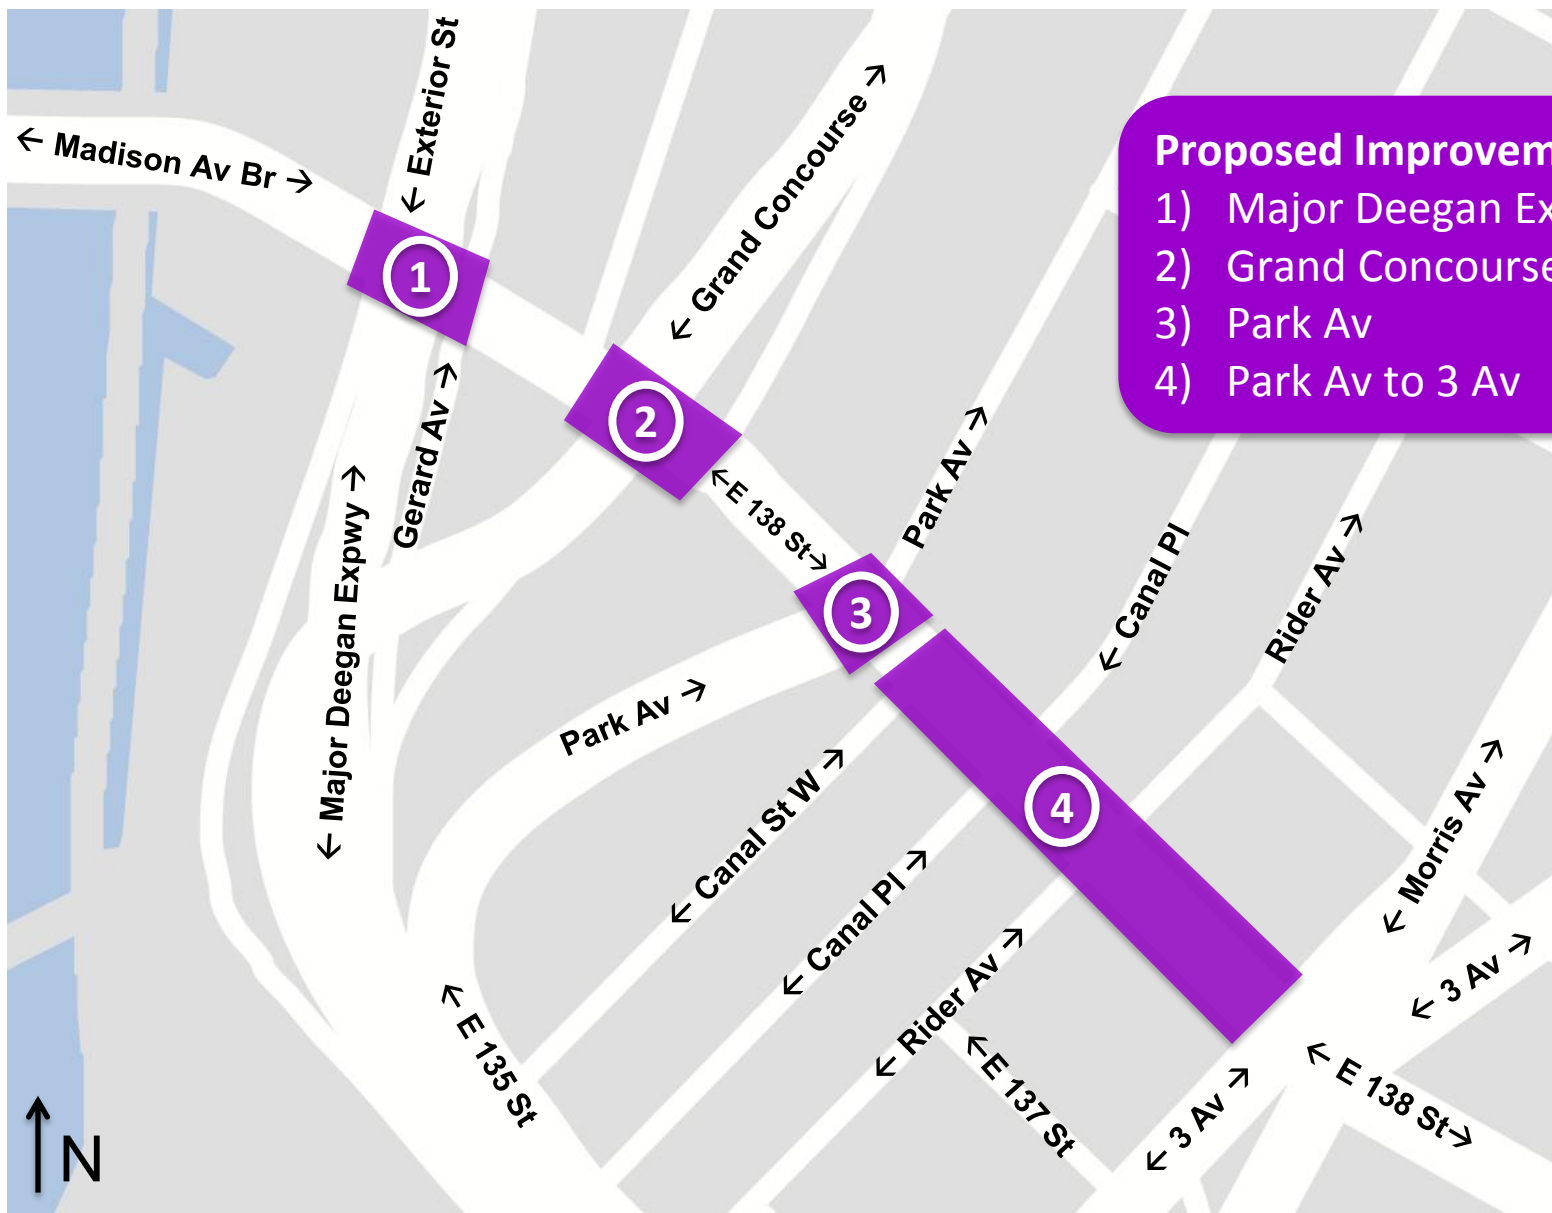 ← Exterior St
← Madison Av Br →
← Grand Concourse →
Proposed Improvem
1) Major Deegan Ex
2) Grand Concourse
3) Park Av
4) Park Av to 3 Av
1
2
Gerard Av →
← Major Deegan Expwy →
←E 138 St→
Park Av →
3
← Canal Pl
Rider Av →
Park Av →
← Canal St W →
4
← Canal Pl →
← Rider Av →
← Morris Av →
← 3 Av →
← E 135 St
←E 137 St
← 3 Av →
← E 138 St→
N